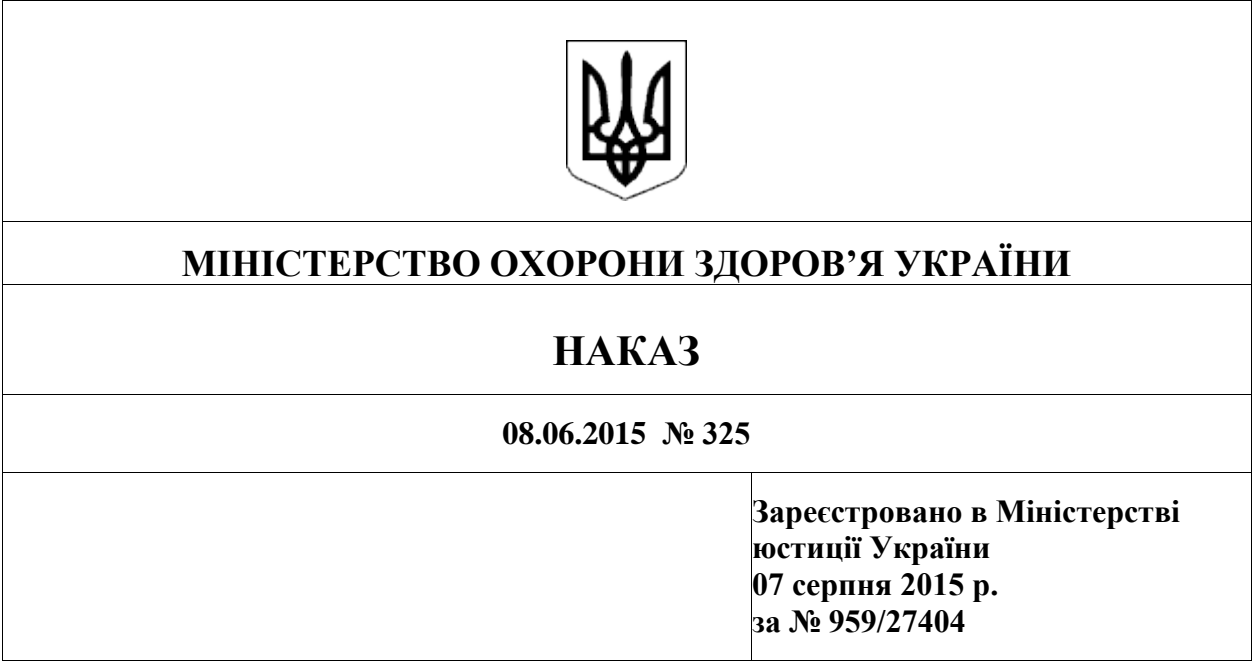 МІНІСТЕРСТВО ОХОРОНИ ЗДОРОВ’Я УКРАЇНИ
НАКАЗ
08.06.2015 № 325
Зареєстровано в Міністерстві
юстиції України
07 серпня 2015 р.
за № 959/27404